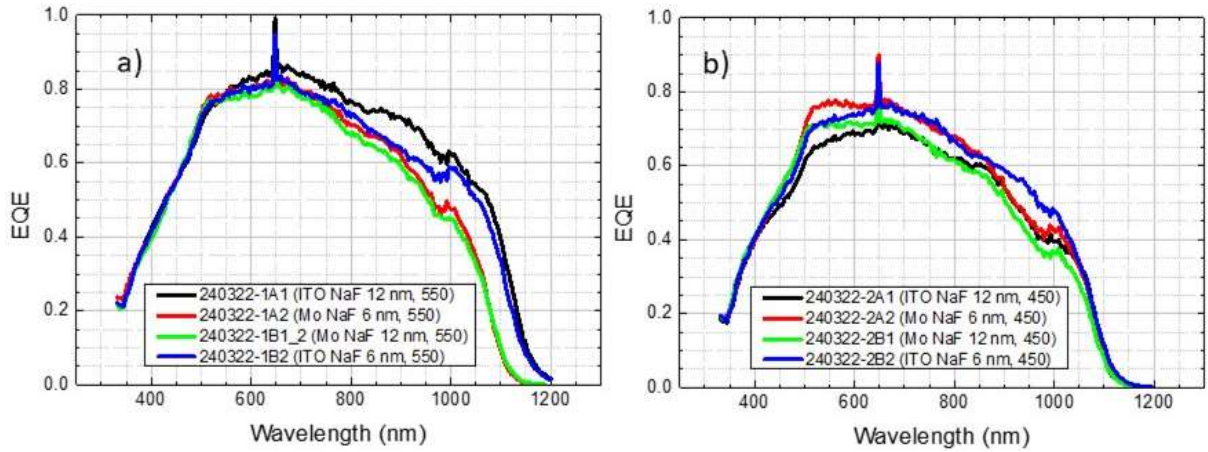 a)
1.0
0.8
0.6
0.4
0.2
0.0
EQE
400 600 800 1000 1200
Wavelength (nm)
240322-1A1 (ITO NaF 12 nm, 550)
240322-1A2 (Mo NaF 6 nm, 550)
240322-1B1_2 (Mo NaF 12 nm, 550)
240322-1B2 (ITO NaF 6 nm, 550)
b)
1.0
0.8
0.6
0.4
0.2
0.0
EQE
400 600 800 1000 1200
Wavelength (nm)
240322-2A1 (ITO NaF 12 nm, 450)
240322-2A2 (Mo NaF 6 nm, 450)
240322-2B1 (Mo NaF 12 nm, 450)
240322-2B2 (ITO NaF 6 nm, 450)